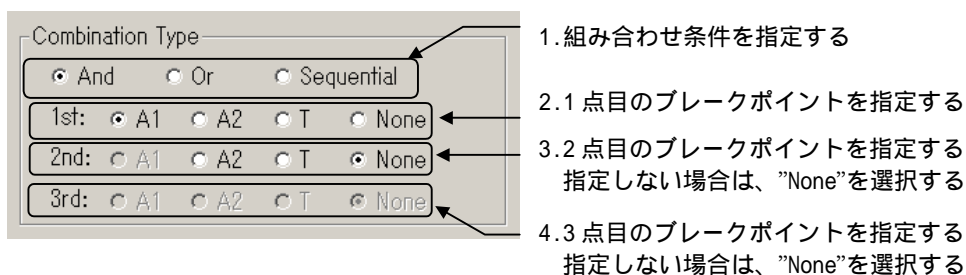 Combination Type
And Or Sequential
1st: A1 A2 T None
2nd: A1 A2 T None
3rd: A1 A2 T None
1.組み合わせ条件を指定する
2.1点目のブレークポイントを指定する
3.2点目のブレークポイントを指定する
指定しない場合は、”None”を選択する
4.3点目のブレークポイントを指定する
指定しない場合は、”None”を選択する